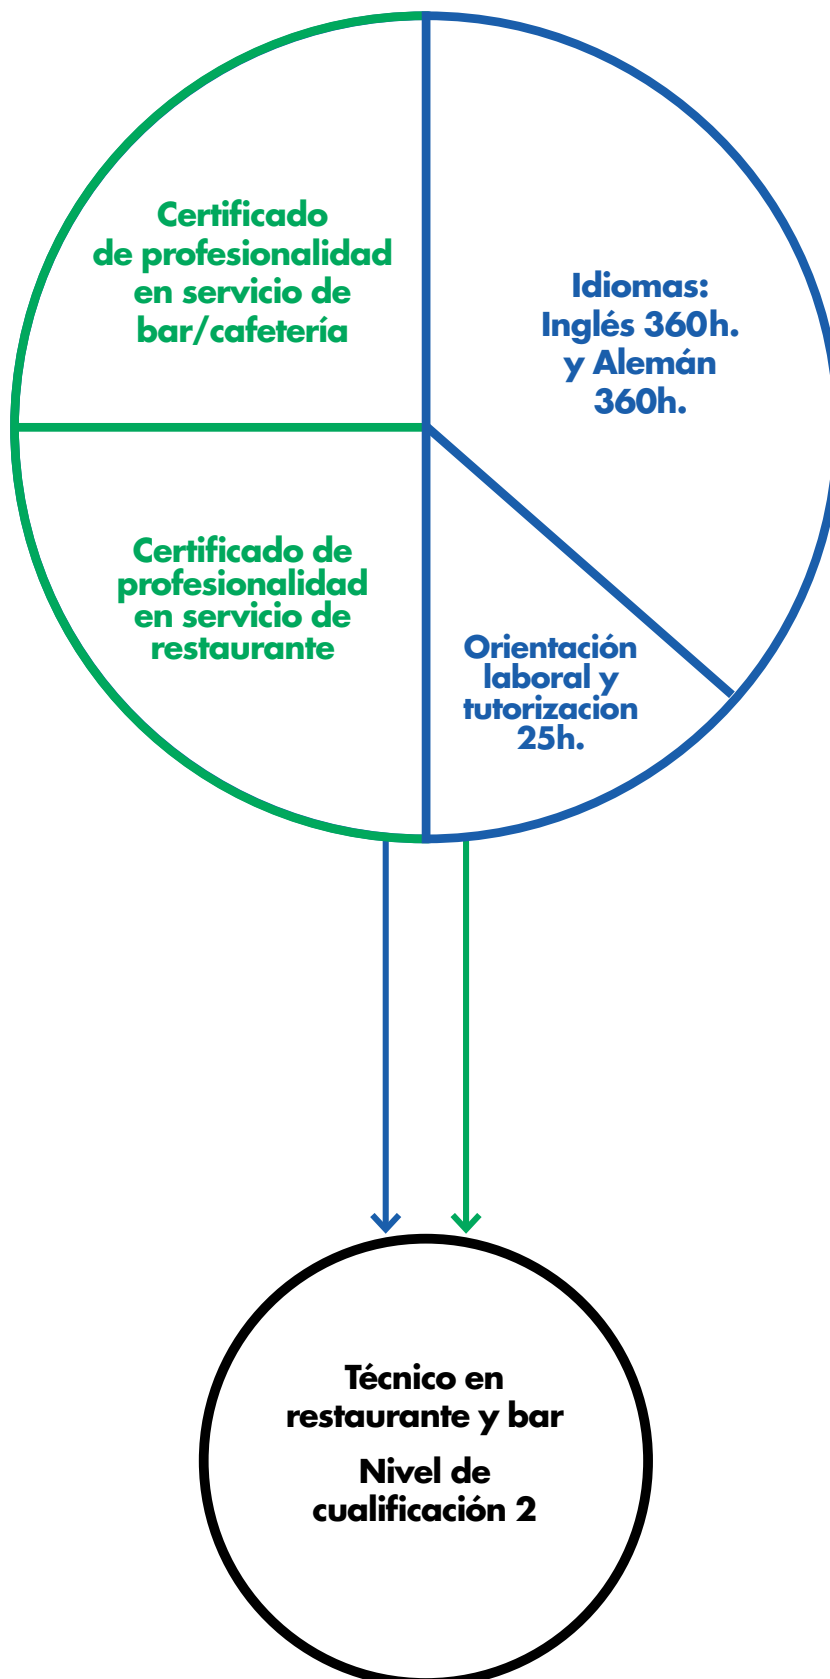 Certificado
de profesionalidad
en servicio de
bar/cafetería
Idiomas:
Inglés 360h.
y Alemán
360h.
Certificado de
profesionalidad
en servicio de
restaurante
Orientación
laboral y
tutorizacion
25h.
Técnico en
restaurante y bar
Nivel de
cualificación 2